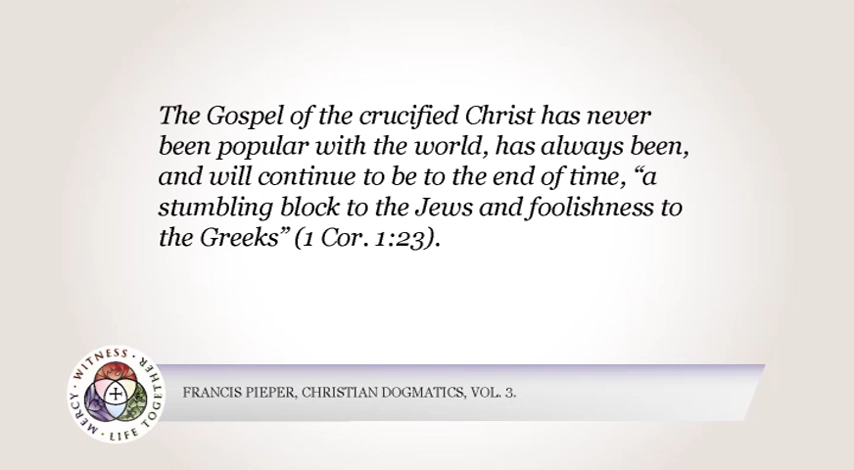 The Gospel of the crucified Christ has never
been popular with the world, has always been,
and will continue to be to the end of time, “a
stumbling block to the Jews and foolishness to
the Greeks” (1 Cor. 1:23).
FRANCIS PIEPER, CHRISTIAN DOGMATICS, VOL. 3.
MERCY · WITNESS · LIFE TOGETHER ·